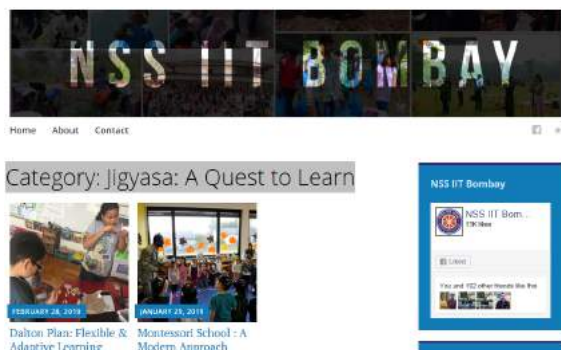 NSS IIT BOMBAY
Home About Contact
Category: Jigyasa: A Quest to Learn
FEBRUARY 28, 2019
Dalton Plan: Flexible &
Adaptive Learning
JANUARY 25, 2019
Montessori School : A
Modern Approach
NSS IIT Bombay
NSS IIT Bom...
Liked
You and 102 other friends like this